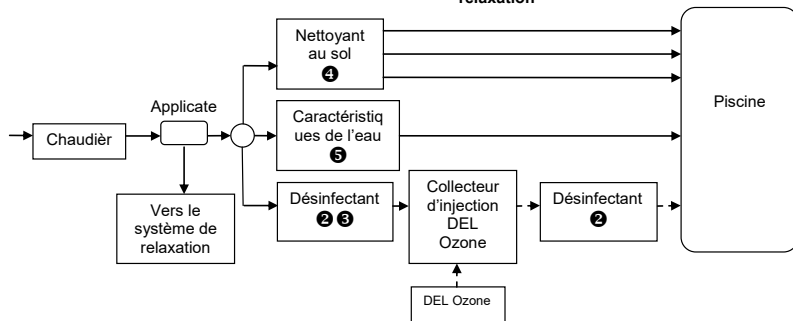 relaxation
Nettoyant
au sol
❹
Piscine
Applicate
Chaudièr
Caractéristiq
ues de l'eau
❺
Vers le
système de
relaxation
Désinfectant
❷❸
Collecteur
d'injection
DEL
Ozone
Désinfectant
❷
DEL Ozone